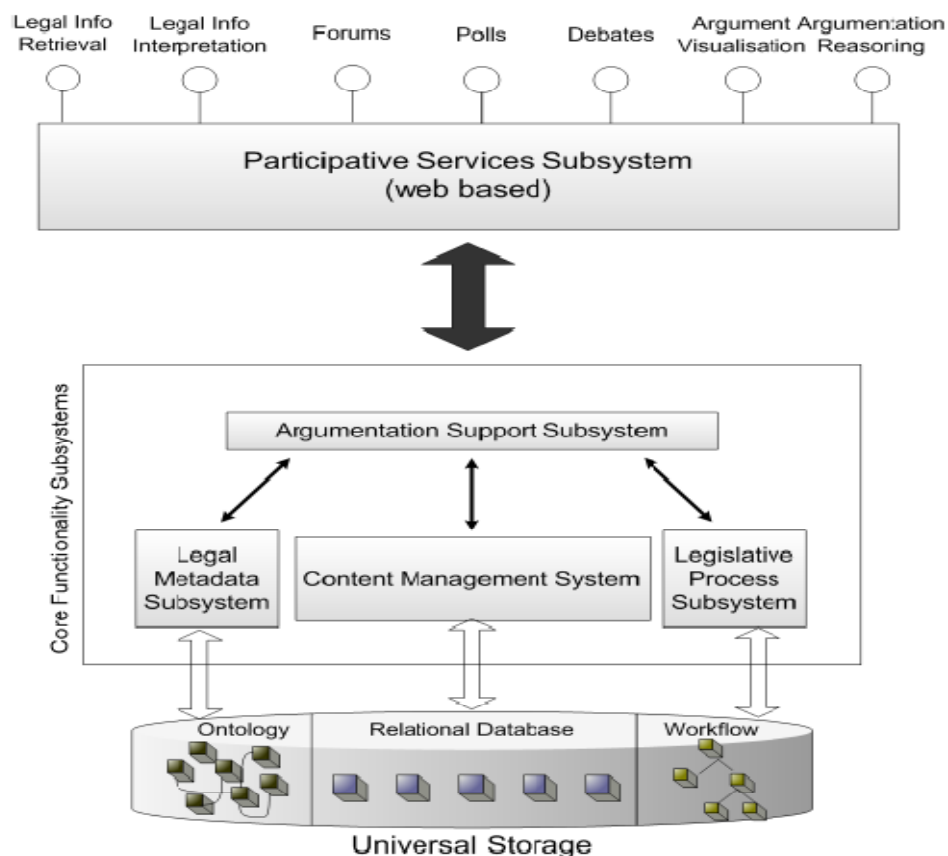 Legal Info
Retrieval
Legal Info
Interpretation
Forums
Polls
Debates
Argument
Visualisation
Argumentation
Reasoning
Participative Services Subsystem
(web based)
Core Functionality Subsystems
Argumentation Support Subsystem
Legal
Metadata
Subsystem
Content Management System
Legislative
Process
Subsystem
Ontology
Relational Database
Workflow
Universal Storage